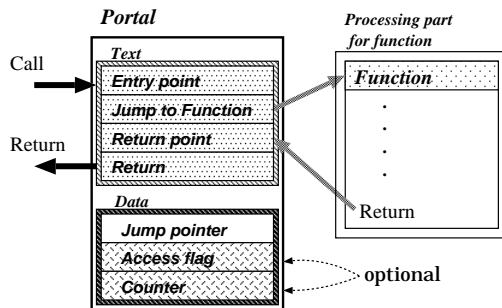 Portal
Text
Call
Entry point
Jump to Function
Return point
Return
Return
Data
Jump pointer
Access flag
Counter
optional
Processing part
for function
Function
Return